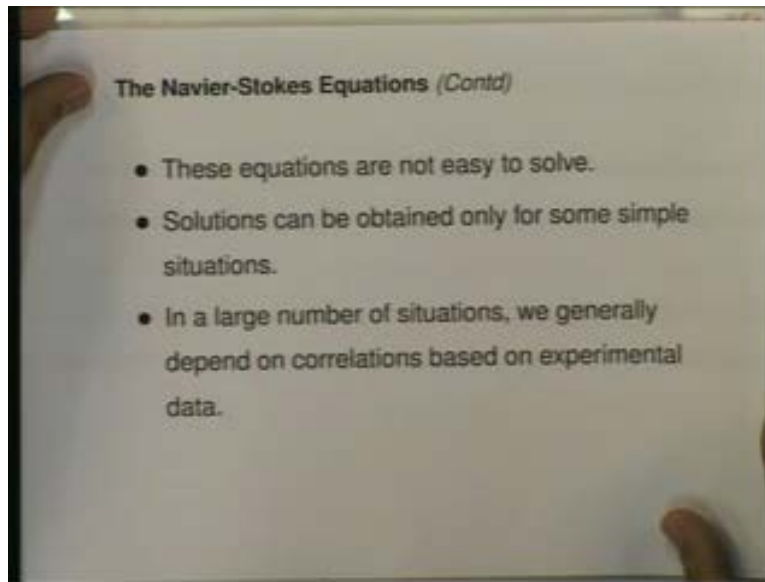 The Navier-Stokes Equations (Contd)
• These equations are not easy to solve.
• Solutions can be obtained only for some simple
situations.
• In a large number of situations, we generally
depend on correlations based on experimental
data.